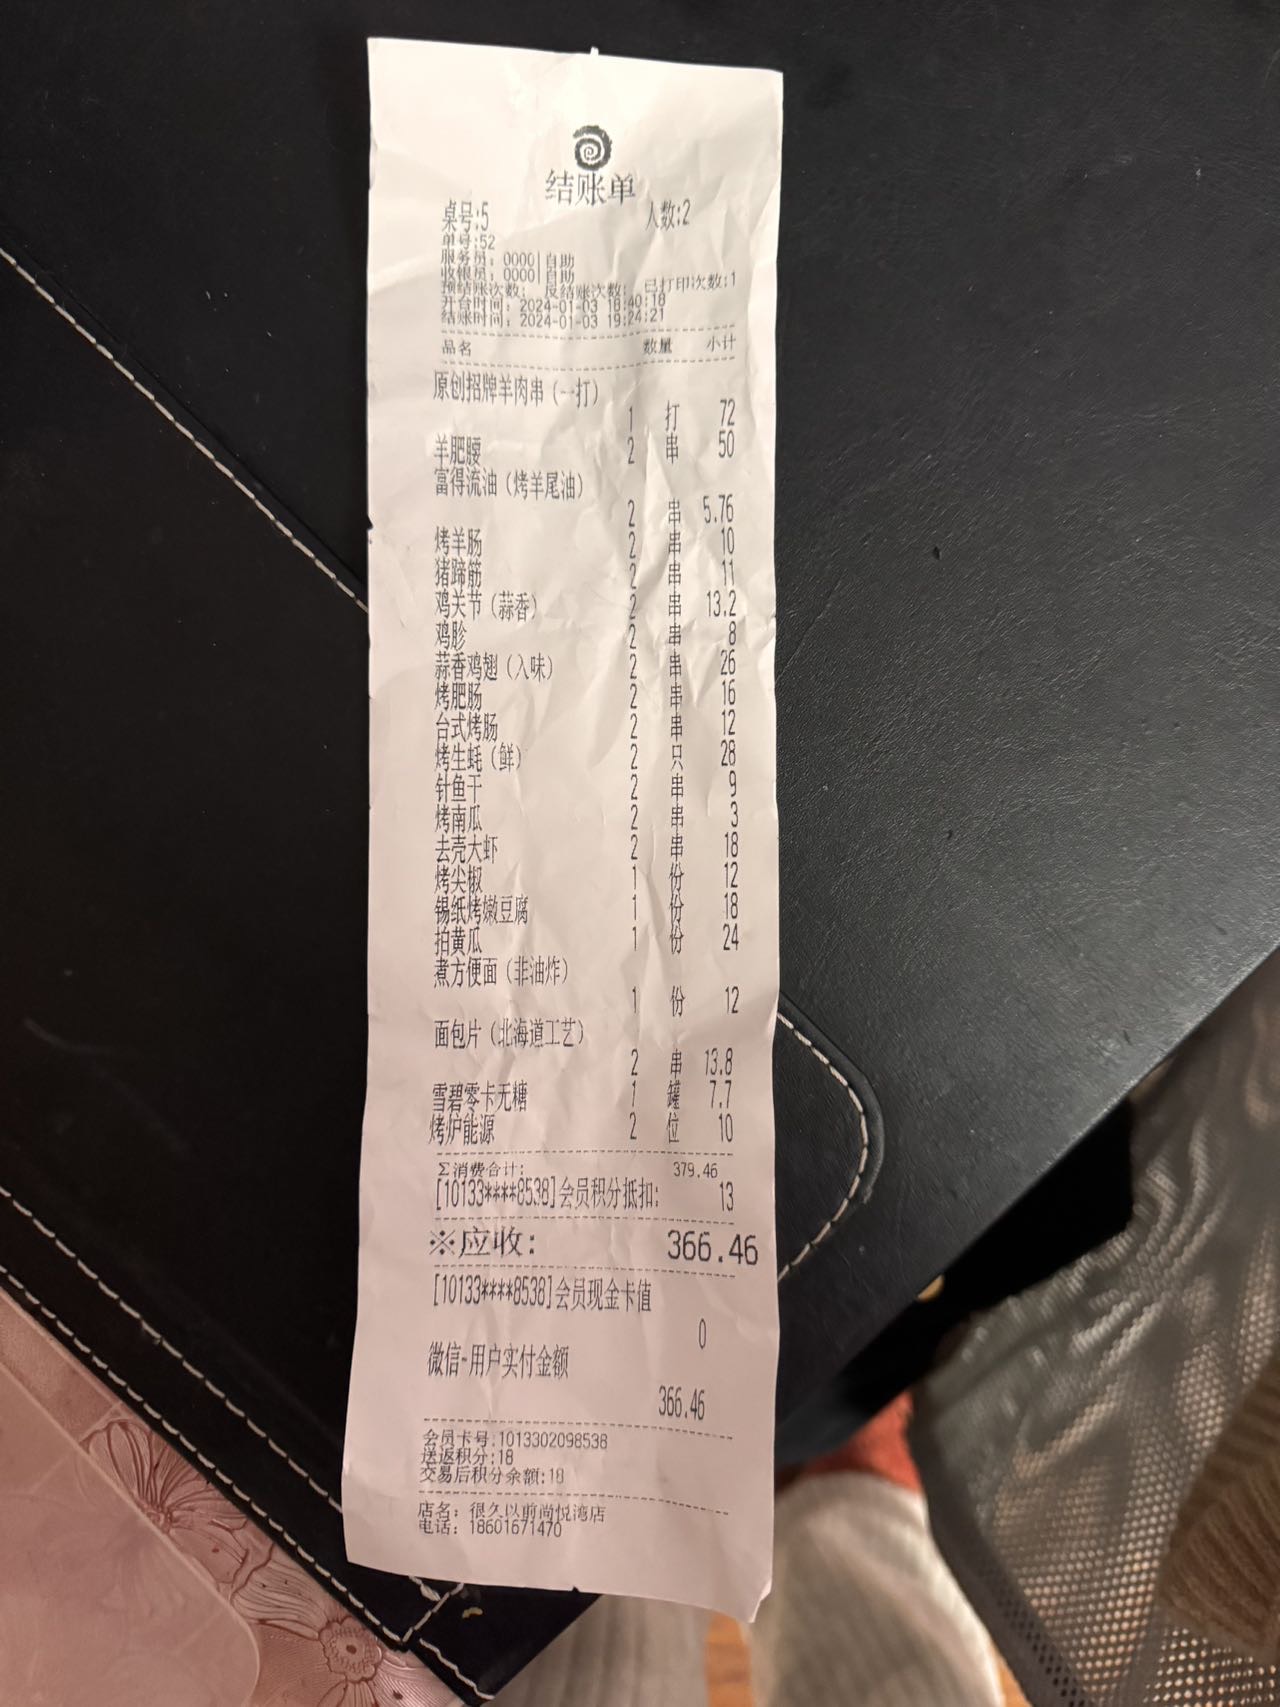 结账单
桌号:5 人数:2
单号:52
服务员: 0000|自助
收银员: 0000|自助
预结账次数: 反结账次数: 已打印次数:1
开台时间: 2024-01-03 18:40:18
结账时间: 2024-01-03 19:24:21
品名 数量 小计
原创招牌羊肉串(一打)
1 打 72
羊肥腰 2 串 50
富得流油(烤羊尾油)
2 串 5.76
烤羊肠 2 串 10
猪蹄筋 2 串 11
鸡关节(蒜香) 2 串 13.2
鸡胗 2 串 8
蒜香鸡翅(入味) 2 串 26
烤肥肠 2 串 16
台式烤肠 2 串 12
烤生蚝(鲜) 2 只 28
针鱼干 2 串 9
烤南瓜 2 串 3
去壳大虾 2 串 18
烤尖椒 1 份 12
锡纸烤嫩豆腐 1 份 18
拍黄瓜 1 份 24
煮方便面(非油炸)
1 份 12
面包片(北海道工艺)
2 串 13.8
雪碧零卡无糖 1 罐 7.7
烤炉能源 2 位 10
Σ消费合计: 379.46
[10133****8538]会员积分抵扣: 13
※应收: 366.46
[10133****8538]会员现金卡值
0
微信-用户实付金额
366.46
会员卡号:1013302098538
送返积分:18
交易后积分余额:18
店名: 很久以前尚悦湾店
电话: 18601671470